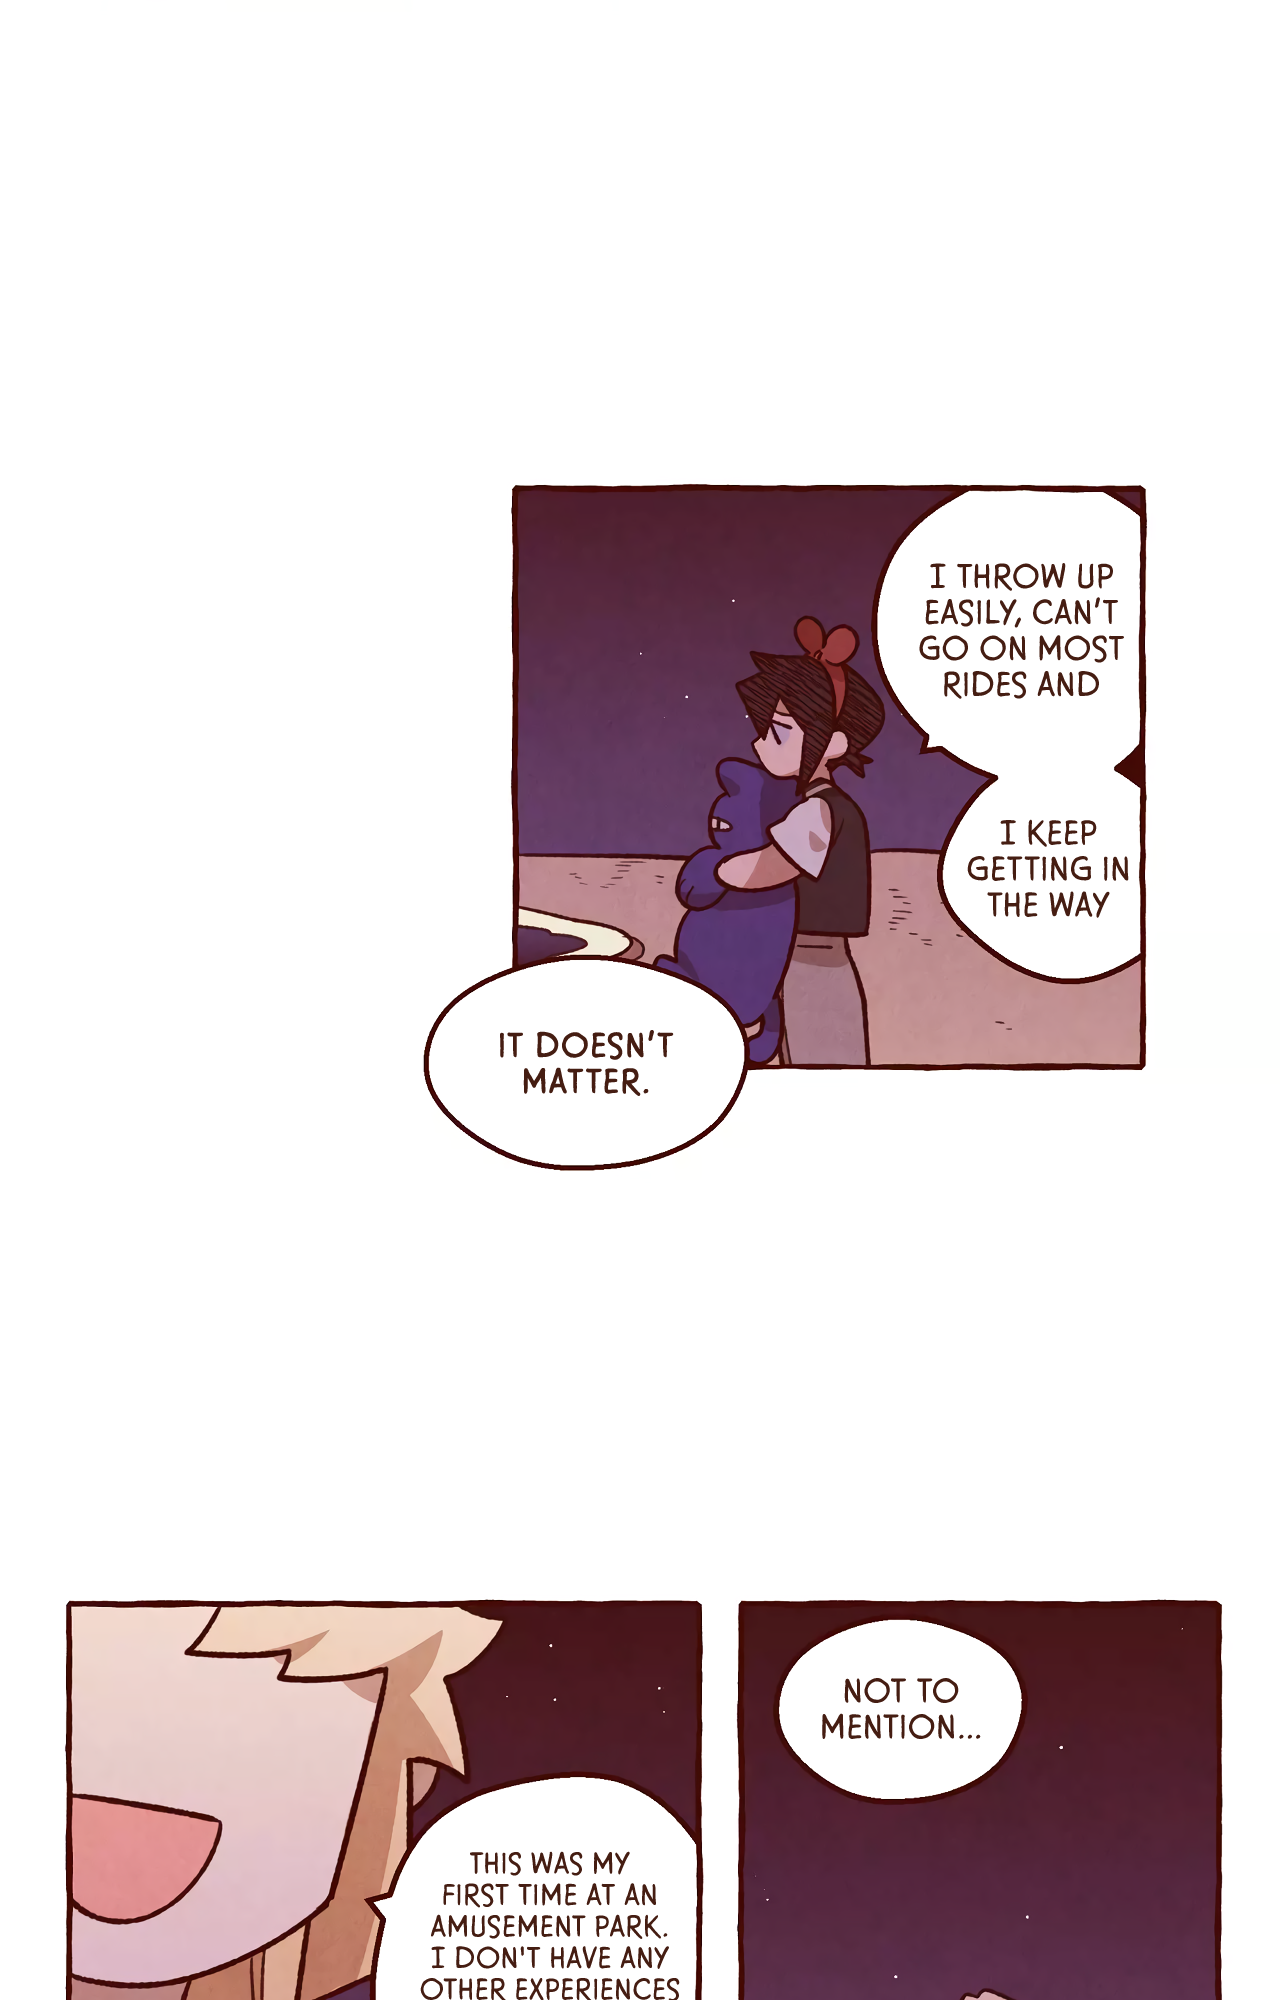 I THROW UP
EASILY, CAN'T
GO ON MOST
RIDES AND
I KEEP
GETTING IN
THE WAY
IT DOESN'T
MATTER.
THIS WAS MY
FIRST TIME AT AN
AMUSEMENT PARK.
I DON'T HAVE ANY
OTHER EXPERIENCES
NOT TO
MENTION...